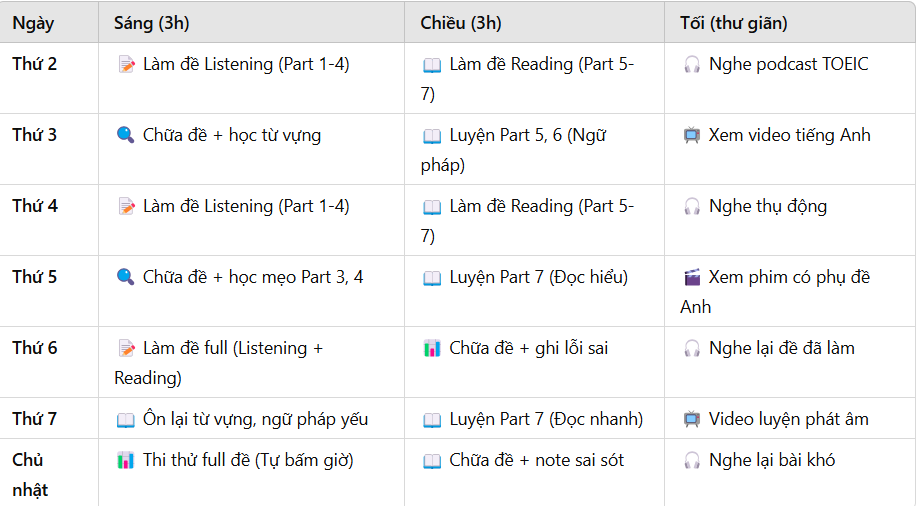 Ngày Sáng (3h) Chiều (3h) Tối (thư giãn)
Thứ 2 📝 Làm đề Listening (Part 1-4) 📖 Làm đề Reading (Part 5-
7) 🎧 Nghe podcast TOEIC
Thứ 3 🔍 Chữa đề + học từ vựng 📖 Luyện Part 5, 6 (Ngữ
pháp) 📺 Xem video tiếng Anh
Thứ 4 📝 Làm đề Listening (Part 1-4) 📖 Làm đề Reading (Part 5-
7) 🎧 Nghe thụ động
Thứ 5 🔍 Chữa đề + học mẹo Part 3, 4 📖 Luyện Part 7 (Đọc hiểu) 🎬 Xem phim có phụ đề
Anh
Thứ 6 📝 Làm đề full (Listening +
Reading) 📊 Chữa đề + ghi lỗi sai 🎧 Nghe lại đề đã làm
Thứ 7 📖 Ôn lại từ vựng, ngữ pháp yếu 📖 Luyện Part 7 (Đọc nhanh) 📺 Video luyện phát âm
Chủ
nhật 📊 Thi thử full đề (Tự bấm giờ) 📖 Chữa đề + note sai sót 🎧 Nghe lại bài khó